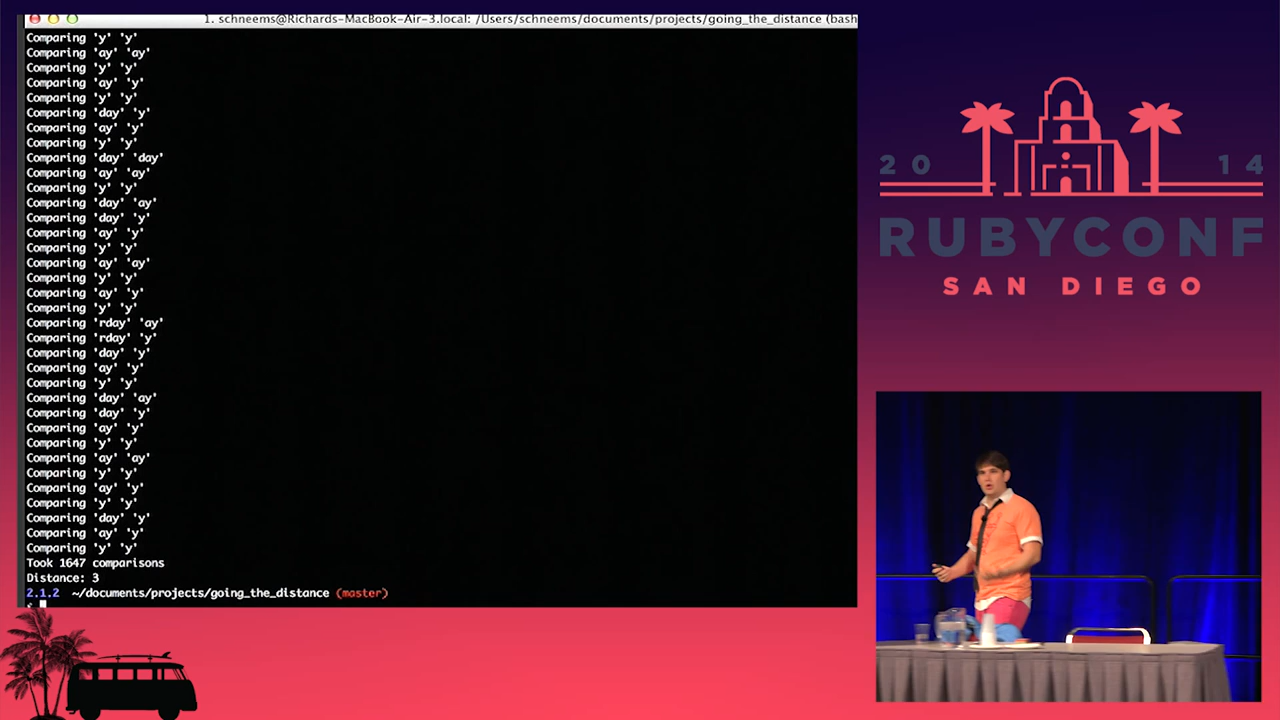 1. schneems@Richards-MacBook-Air-3.local: /Users/schneems/documents/projects/going_the_distance (bash
Comparing 'y' 'y'
Comparing 'ay' 'ay'
Comparing 'y' 'y'
Comparing 'ay' 'y'
Comparing 'y' 'y'
Comparing 'day' 'y'
Comparing 'ay' 'y'
Comparing 'y' 'y'
Comparing 'day' 'day'
Comparing 'ay' 'ay'
Comparing 'y' 'y'
Comparing 'day' 'ay'
Comparing 'day' 'y'
Comparing 'ay' 'y'
Comparing 'y' 'y'
Comparing 'ay' 'ay'
Comparing 'y' 'y'
Comparing 'ay' 'y'
Comparing 'y' 'y'
Comparing 'rday' 'ay'
Comparing 'rday' 'y'
Comparing 'day' 'y'
Comparing 'ay' 'y'
Comparing 'y' 'y'
Comparing 'day' 'ay'
Comparing 'day' 'y'
Comparing 'ay' 'y'
Comparing 'y' 'y'
Comparing 'ay' 'ay'
Comparing 'y' 'y'
Comparing 'ay' 'y'
Comparing 'y' 'y'
Comparing 'day' 'y'
Comparing 'ay' 'y'
Comparing 'y' 'y'
Took 1647 comparisons
Distance: 3
2.1.2 ~/documents/projects/going_the_distance (master)
20 14
RUBYCONF
SAN DIEGO